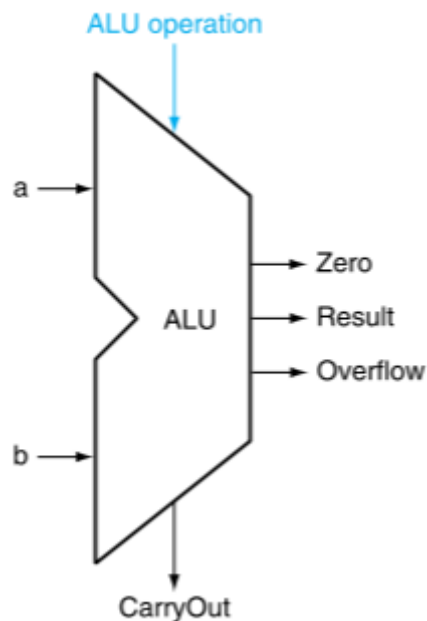 ALU operation
a
Zero
ALU
Result
Overflow
b
CarryOut